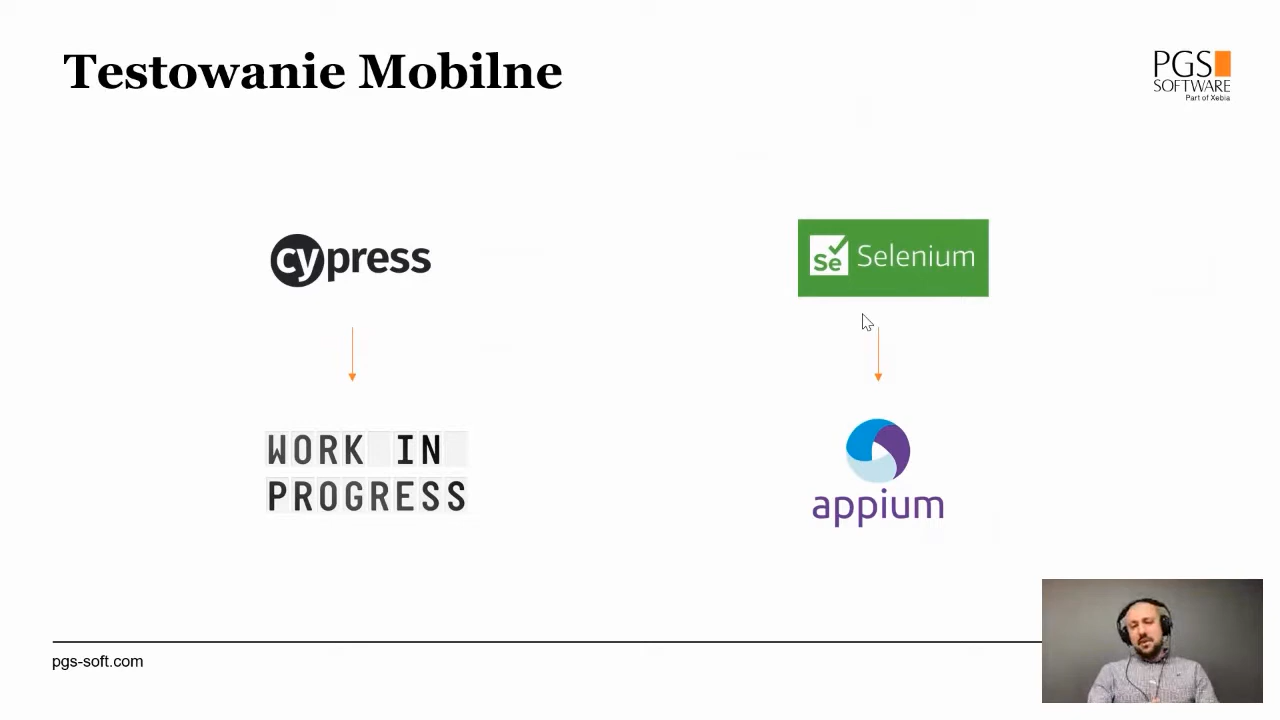 Testowanie Mobilne
PGS
SOFTWARE
Part of Xebia
cypress
Se Selenium
WORK IN
PROGRESS
appium
pgs-soft.com